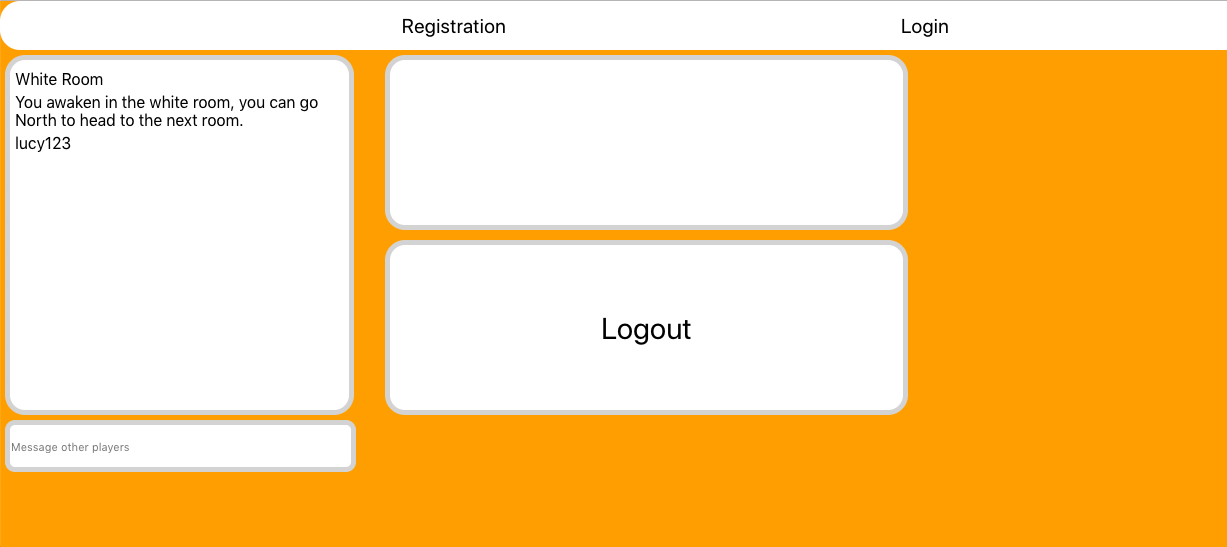 Registration
Login
White Room
You awaken in the white room, you can go
North to head to the next room.
lucy123
Logout
Message other players